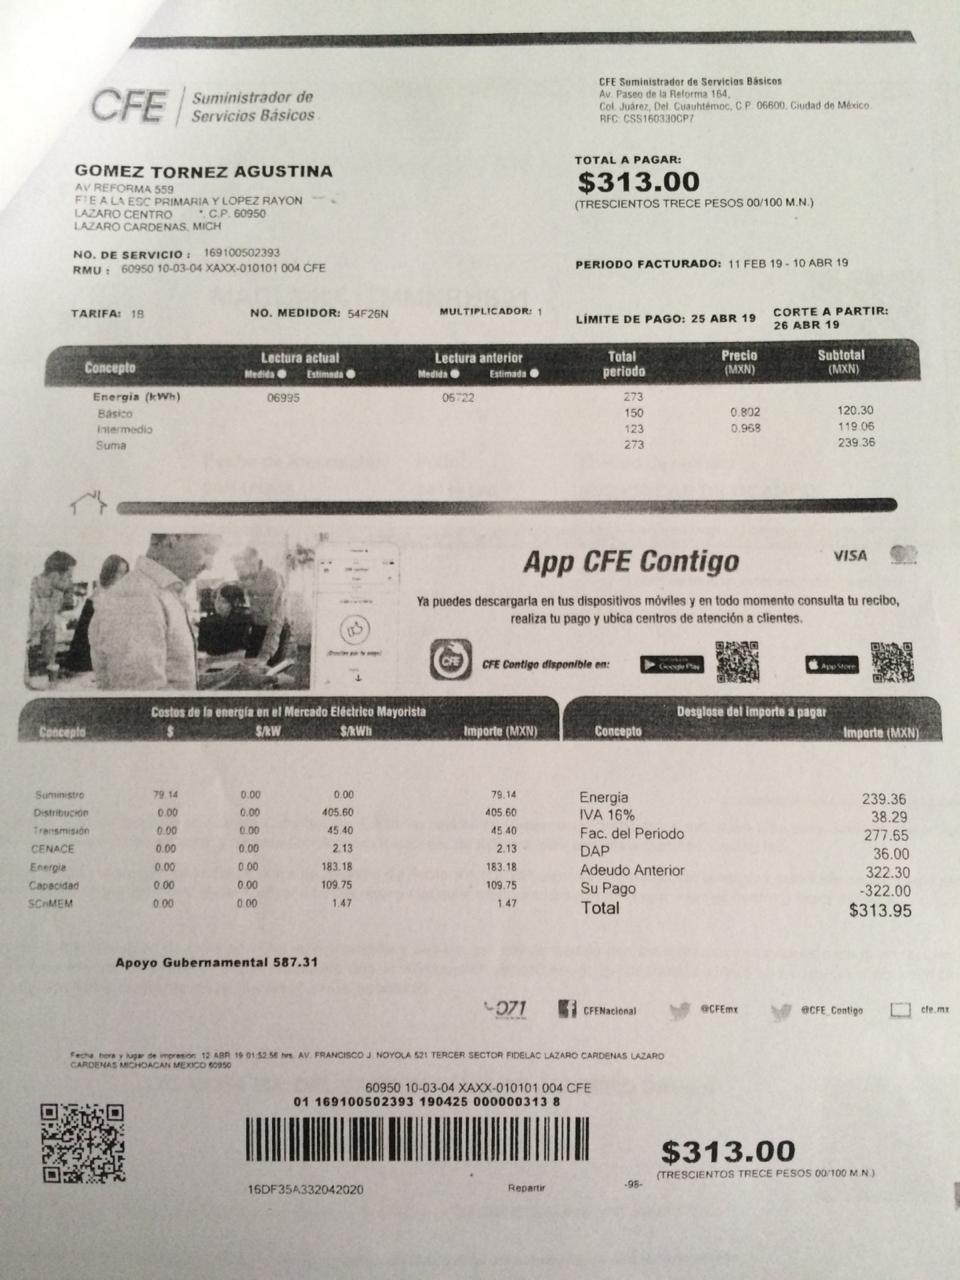 CFE Suministrador de Servicios Básicos
CFE Suministrador de Servicios Básicos
Av. Paseo de la Reforma 164,
Col. Juárez, Del. Cuauhtémoc, C.P. 06600, Ciudad de México.
RFC: CSS160330CP7
GOMEZ TORNEZ AGUSTINA
AV REFORMA 559
FTE A LA ESC PRIMARIA Y LOPEZ RAYON
LAZARO CENTRO *. C.P. 60950
LAZARO CARDENAS, MICH
TOTAL A PAGAR:
$313.00
(TRESCIENTOS TRECE PESOS 00/100 M.N.)
NO. DE SERVICIO : 169100502393
RMU : 60950 10-03-04 XAXX-010101 004 CFE
PERIODO FACTURADO: 11 FEB 19 - 10 ABR 19
TARIFA: 1B NO. MEDIDOR: 54F26N MULTIPLICADOR: 1
LÍMITE DE PAGO: 25 ABR 19 CORTE A PARTIR: 26 ABR 19
Concepto Lectura actual Lectura anterior Total periodo Precio (MXN) Subtotal (MXN)
Medida Estimada Medida Estimada
Energía (kWh) 06995 06722 273
Básico 150 0.802 120.30
Intermedio 123 0.968 119.06
Suma 273 239.36
App CFE Contigo VISA
Ya puedes descargarla en tus dispositivos móviles y en todo momento consulta tu recibo,
realiza tu pago y ubica centros de atención a clientes.
CFE CFE Contigo disponible en: Google Play App Store
Costos de la energía en el Mercado Eléctrico Mayorista
Concepto $ $/kW $/kWh Importe (MXN)
Suministro 79.14 0.00 0.00 79.14
Distribución 0.00 0.00 405.60 405.60
Transmisión 0.00 0.00 45.40 45.40
CENACE 0.00 0.00 2.13 2.13
Energía 0.00 0.00 183.18 183.18
Capacidad 0.00 0.00 109.75 109.75
SCnMEM 0.00 0.00 1.47 1.47
Desglose del importe a pagar
Concepto Importe (MXN)
Energía 239.36
IVA 16% 38.29
Fac. del Periodo 277.65
DAP 36.00
Adeudo Anterior 322.30
Su Pago -322.00
Total $313.95
Apoyo Gubernamental 587.31
071 CFENacional @CFEmx @CFE_Contigo cfe.mx
Fecha, hora y lugar de impresión: 12 ABR 19 01:52:56 hrs. AV. FRANCISCO J. NOYOLA 521 TERCER SECTOR FIDELAC LAZARO CARDENAS LAZARO
CARDENAS MICHOACAN MEXICO 60950
60950 10-03-04 XAXX-010101 004 CFE
01 169100502393 190425 000000313 8
$313.00
(TRESCIENTOS TRECE PESOS 00/100 M.N.)
16DF35A332042020 Repartir -98-